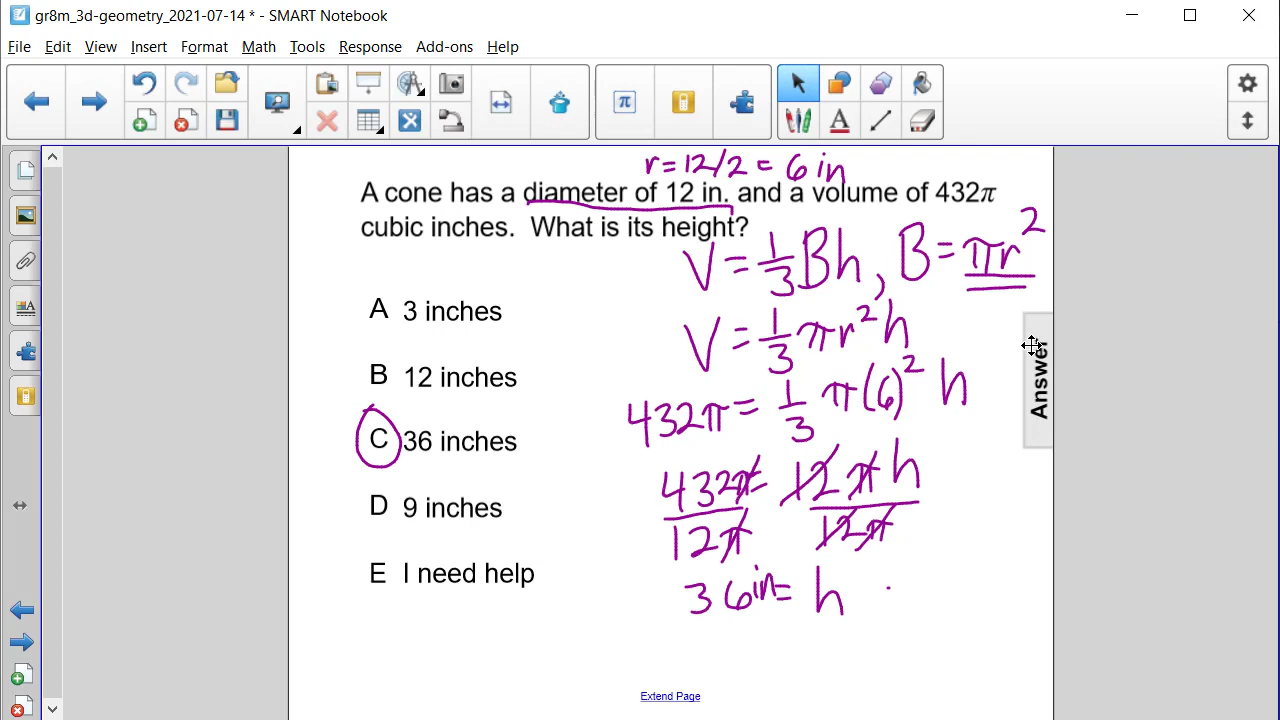 gr8m_3d-geometry_2021-07-14 * - SMART Notebook
File Edit View Insert Format Math Tools Response Add-ons Help
r = 12/2 = 6 in
A cone has a diameter of 12 in. and a volume of 432π
cubic inches. What is its height?
V = 1/3 Bh, B = πr²
A 3 inches
V = 1/3 πr²h
B 12 inches
432π = 1/3 π(6)² h
C 36 inches
432π/12π = 12πh/12π
D 9 inches
E I need help
36in = h
Answer
Extend Page